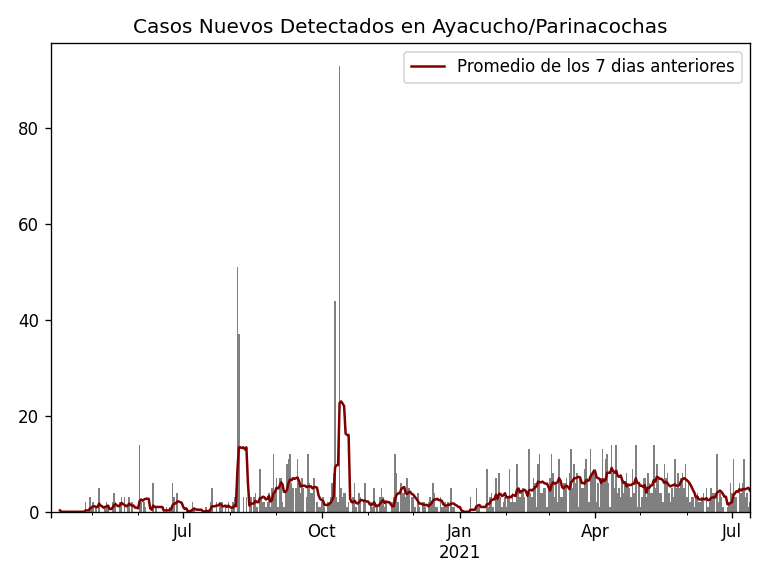 Casos Nuevos Detectados en Ayacucho/Parinacochas
Promedio de los 7 dias anteriores
80
60
40
20
0
Jul
Oct
Jan
2021
Apr
Jul